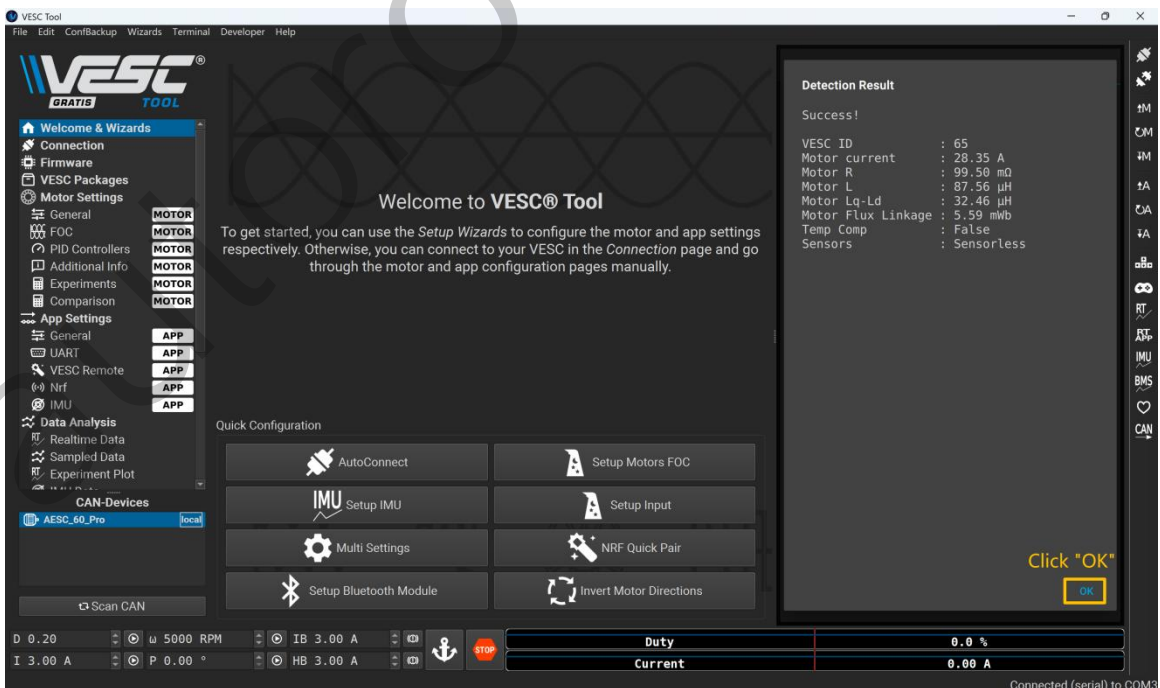 VESC Tool
File Edit ConfBackup Wizards Terminal Developer Help
VESC®
GRATIS TOOL
Welcome & Wizards
Connection
Firmware
VESC Packages
Motor Settings
General MOTOR
FOC MOTOR
PID Controllers MOTOR
Additional Info MOTOR
Experiments MOTOR
Comparison MOTOR
App Settings
General APP
UART APP
VESC Remote APP
Nrf APP
IMU APP
Data Analysis
Realtime Data
Sampled Data
Experiment Plot
CAN-Devices
AESC_60_Pro local
Scan CAN
Welcome to VESC® Tool
To get started, you can use the Setup Wizards to configure the motor and app settings
respectively. Otherwise, you can connect to your VESC in the Connection page and go
through the motor and app configuration pages manually.
Quick Configuration
AutoConnect Setup Motors FOC
IMU Setup IMU Setup Input
Multi Settings NRF Quick Pair
Setup Bluetooth Module Invert Motor Directions
Detection Result
Success!
VESC ID : 65
Motor current : 28.35 A
Motor R : 99.50 mΩ
Motor L : 87.56 µH
Motor Lq-Ld : 32.46 µH
Motor Flux Linkage : 5.59 mWb
Temp Comp : False
Sensors : Sensorless
Click "OK"
OK
M
M
M
A
A
A
RT
RT APP
IMU
BMS
CAN
D 0.20 ω 5000 RPM IB 3.00 A STOP Duty 0.0 %
I 3.00 A P 0.00 ° HB 3.00 A Current 0.00 A
Connected (serial) to COM3